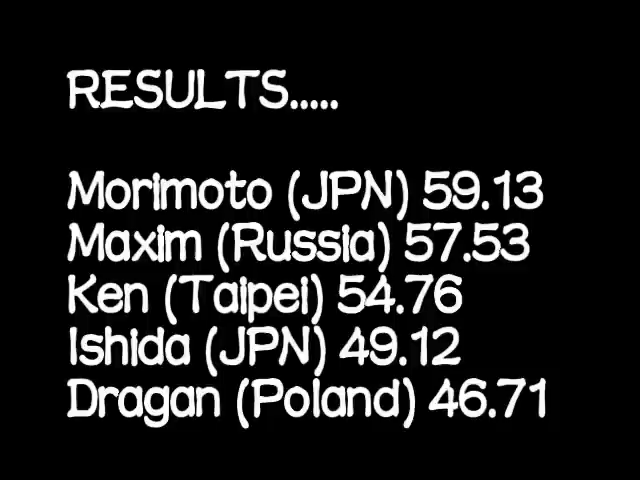 RESULTS.....
Morimoto (JPN) 59.13
Maxim (Russia) 57.53
Ken (Taipei) 54.76
Ishida (JPN) 49.12
Dragan (Poland) 46.71